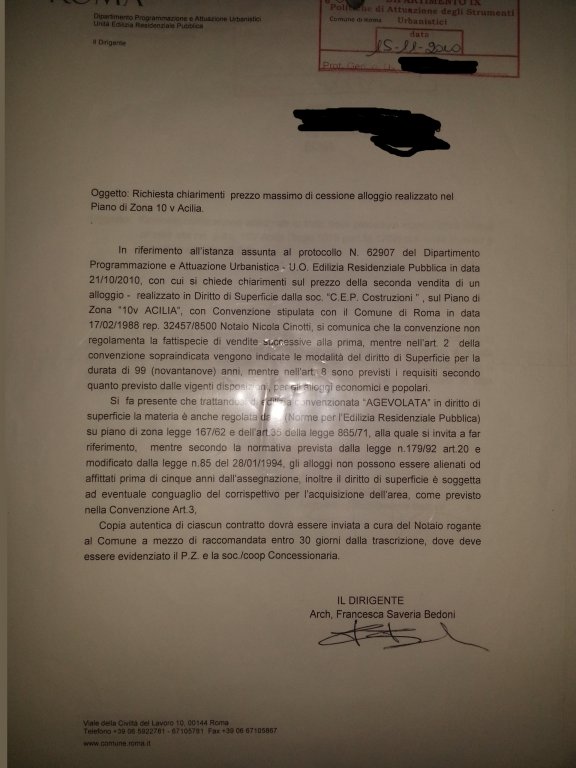 ROMA
Dipartimento Programmazione e Attuazione Urbanistici
Unità Edilizia Residenziale Pubblica
Il Dirigente
DIPARTIMENTO IX
Politiche di Attuazione degli Strumenti
Comune di Roma
Urbanistici
data
15-11-2010
Prot. Gen.
Oggetto: Richiesta chiarimenti prezzo massimo di cessione alloggio realizzato nel
Piano di Zona 10 v Acilia.
In riferimento all'istanza assunta al protocollo N. 62907 del Dipartimento
Programmazione e Attuazione Urbanistica - U.O. Edilizia Residenziale Pubblica in data
21/10/2010, con cui si chiede chiarimenti sul prezzo della seconda vendita di un
alloggio - realizzato in Diritto di Superficie dalla soc. "C.E.P. Costruzioni " , sul Piano di
Zona "10v ACILIA", con Convenzione stipulata con il Comune di Roma in data
17/02/1988 rep. 32457/8500 Notaio Nicola Cinotti, si comunica che la convenzione non
regolamenta la fattispecie di vendite successive alla prima, mentre nell'art. 2 della
convenzione sopraindicata vengono indicate le modalità del diritto di Superficie per la
durata di 99 (novantanove) anni, mentre nell'art. 8 sono previsti i requisiti secondo
quanto previsto dalle vigenti disposizioni, per gli alloggi economici e popolari.
Si fa presente che trattandosi di edilizia convenzionata "AGEVOLATA" in diritto di
superficie la materia è anche regolata (Norme per l'Edilizia Residenziale Pubblica)
su piano di zona legge 167/62 e dell'art.35 della legge 865/71, alla quale si invita a far
riferimento, mentre secondo la normativa prevista dalla legge n.179/92 art.20 e
modificato dalla legge n.85 del 28/01/1994, gli alloggi non possono essere alienati od
affittati prima di cinque anni dall'assegnazione, inoltre il diritto di superficie è soggetta
ad eventuale conguaglio del corrispettivo per l'acquisizione dell'area, come previsto
nella Convenzione Art.3,
Copia autentica di ciascun contratto dovrà essere inviata a cura del Notaio rogante
al Comune a mezzo di raccomandata entro 30 giorni dalla trascrizione, dove deve
essere evidenziato il P.Z. e la soc./coop Concessionaria.
IL DIRIGENTE
Arch, Francesca Saveria Bedoni
Viale della Civiltà del Lavoro 10, 00144 Roma
Telefono +39 06 5922781 - 67105781 Fax +39 06 67105867
www.comune.roma.it